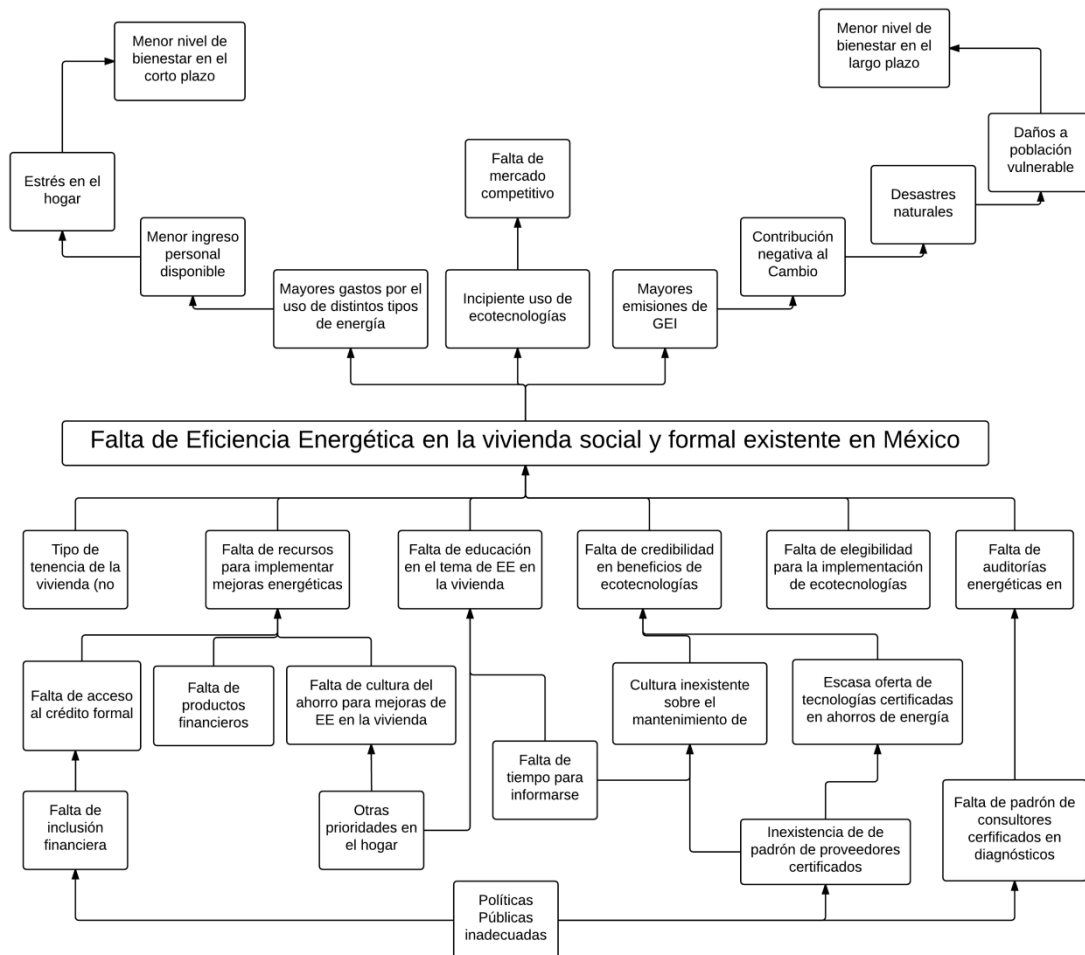 Menor nivel de
bienestar en el
corto plazo
Menor nivel de
bienestar en el
largo plazo
Estrés en el
hogar
Falta de
mercado
competitivo
Daños a
población
vulnerable
Desastres
naturales
Menor ingreso
personal
disponible
Contribución
negativa al
Cambio
Mayores gastos por el
uso de distintos tipos
de energía
Incipiente uso de
ecotecnologías
Mayores
emisiones de
GEI
Falta de Eficiencia Energética en la vivienda social y formal existente en México
Tipo de
tenencia de la
vivienda (no
Falta de recursos
para implementar
mejoras energéticas
Falta de educación
en el tema de EE en
la vivienda
Falta de credibilidad
en beneficios de
ecotecnologías
Falta de elegibilidad
para la implementación
de ecotecnologías
Falta de
auditorías
energéticas en
Falta de acceso
al crédito formal
Falta de
productos
financieros
Falta de cultura del
ahorro para mejoras de
EE en la vivienda
Cultura inexistente
sobre el
mantenimiento de
Escasa oferta de
tecnologías certificadas
en ahorros de energía
Falta de
tiempo para
informarse
Falta de
inclusión
financiera
Otras
prioridades en
el hogar
Inexistencia de de
padrón de proveedores
certificados
Falta de padrón de
consultores
cerfificados en
diagnósticos
Políticas
Públicas
inadecuadas